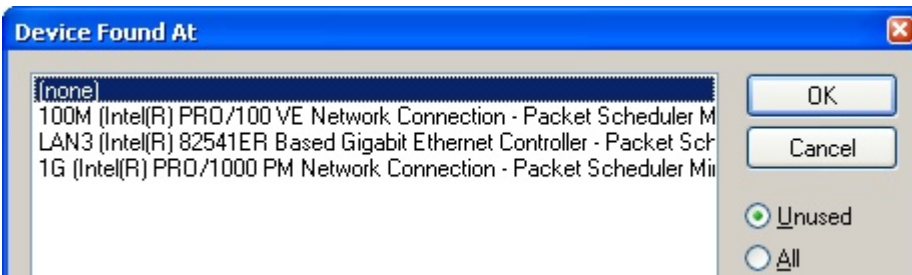 Device Found At
(none)
100M (Intel(R) PRO/100 VE Network Connection - Packet Scheduler M
LAN3 (Intel(R) 82541ER Based Gigabit Ethernet Controller - Packet Sch
1G (Intel(R) PRO/1000 PM Network Connection - Packet Scheduler Mi
OK
Cancel
Unused
All